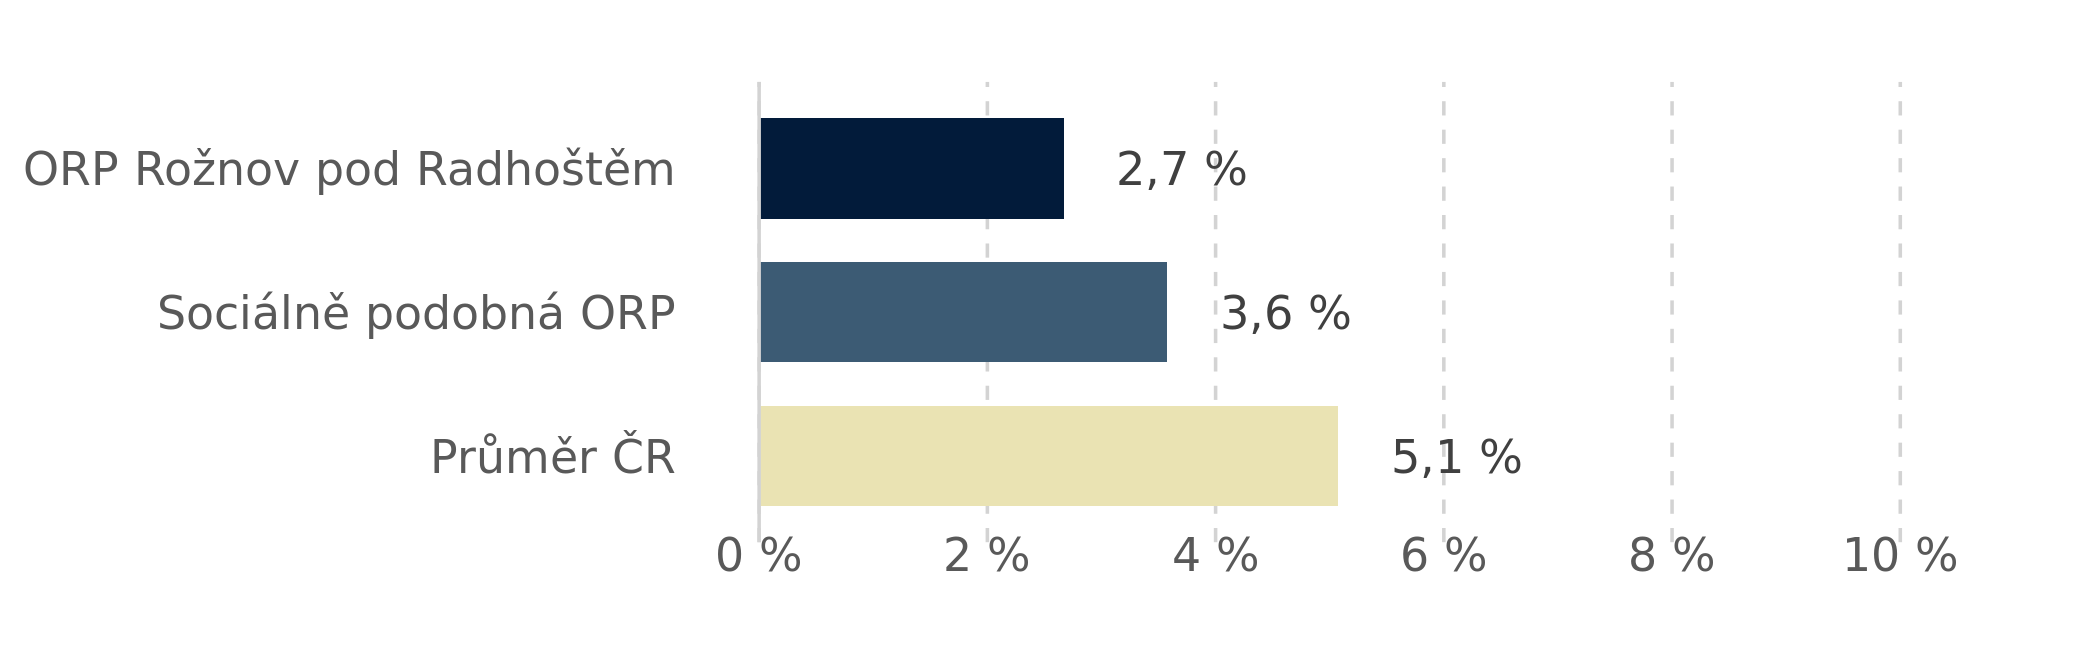 ORP Rožnov pod Radhoštěm 2,7 %
Sociálně podobná ORP 3,6 %
Průměr ČR 5,1 %
0 % 2 % 4 % 6 % 8 % 10 %